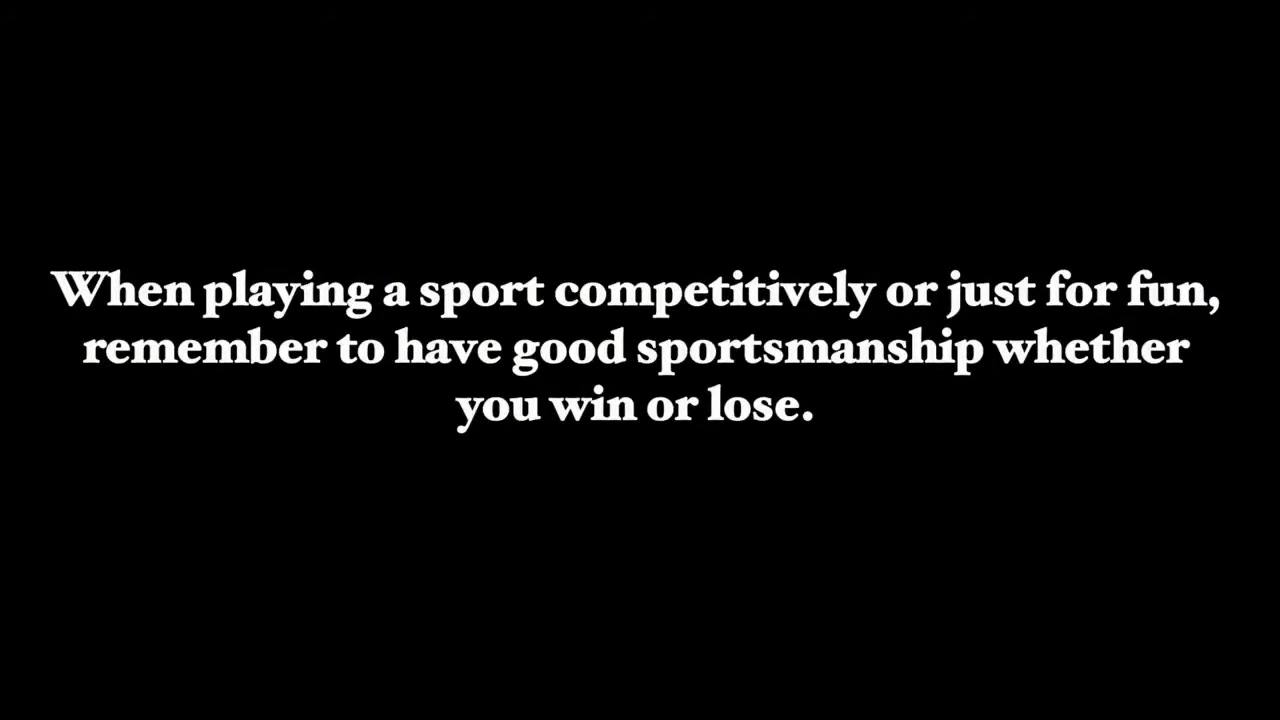 When playing a sport competitively or just for fun,
remember to have good sportsmanship whether
you win or lose.